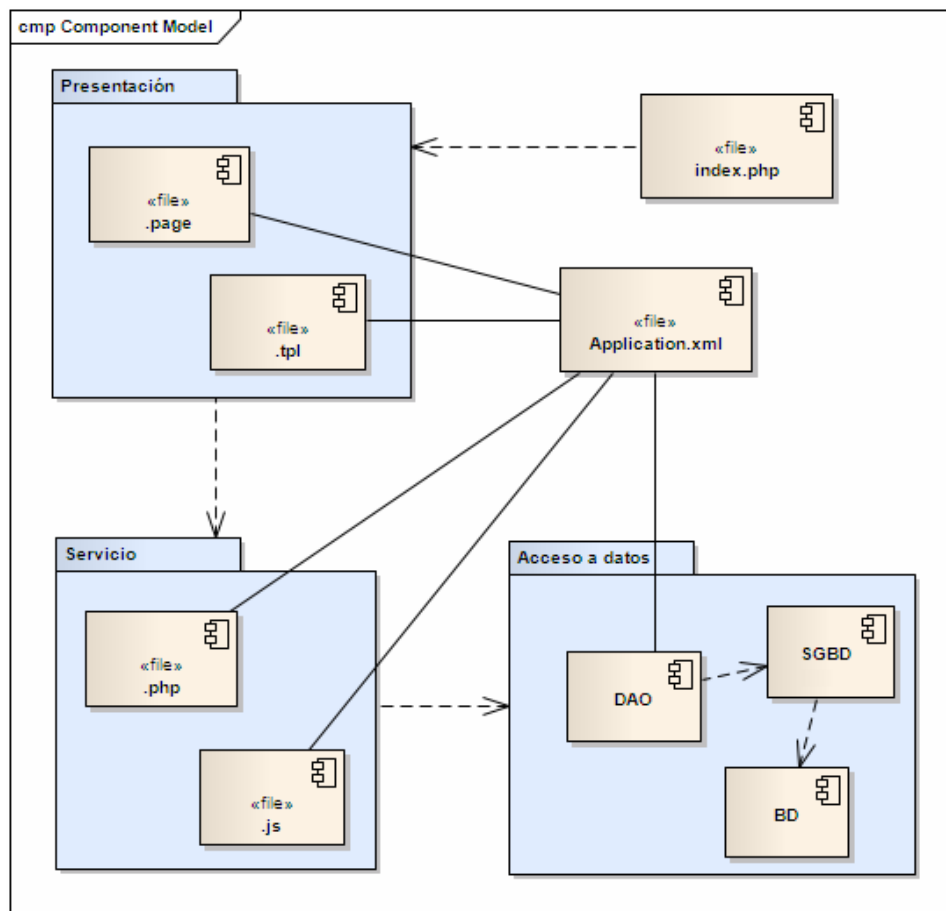 cmp Component Model
Presentación
«file»
index.php
«file»
.page
«file»
.tpl
«file»
Application.xml
Servicio
«file»
.php
«file»
.js
Acceso a datos
SGBD
DAO
BD